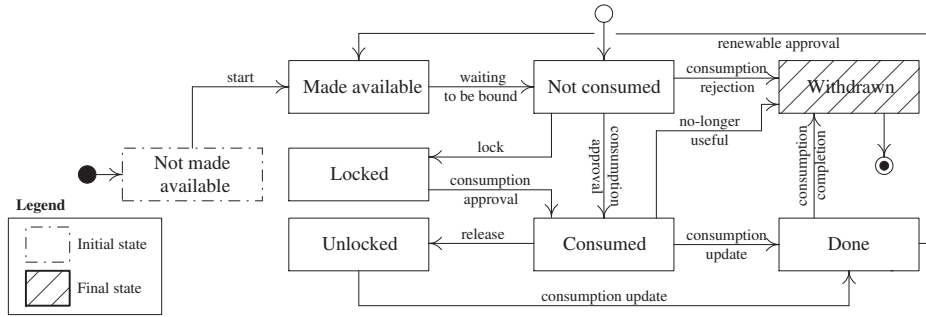 renewable approval
start
Made available
waiting
to be bound
Not consumed
consumption
rejection
Withdrawn
no-longer
useful
lock
consumption
approval
consumption
completion
Not made
available
Locked
consumption
approval
Legend
Initial state
Final state
Unlocked
release
Consumed
consumption
update
Done
consumption update